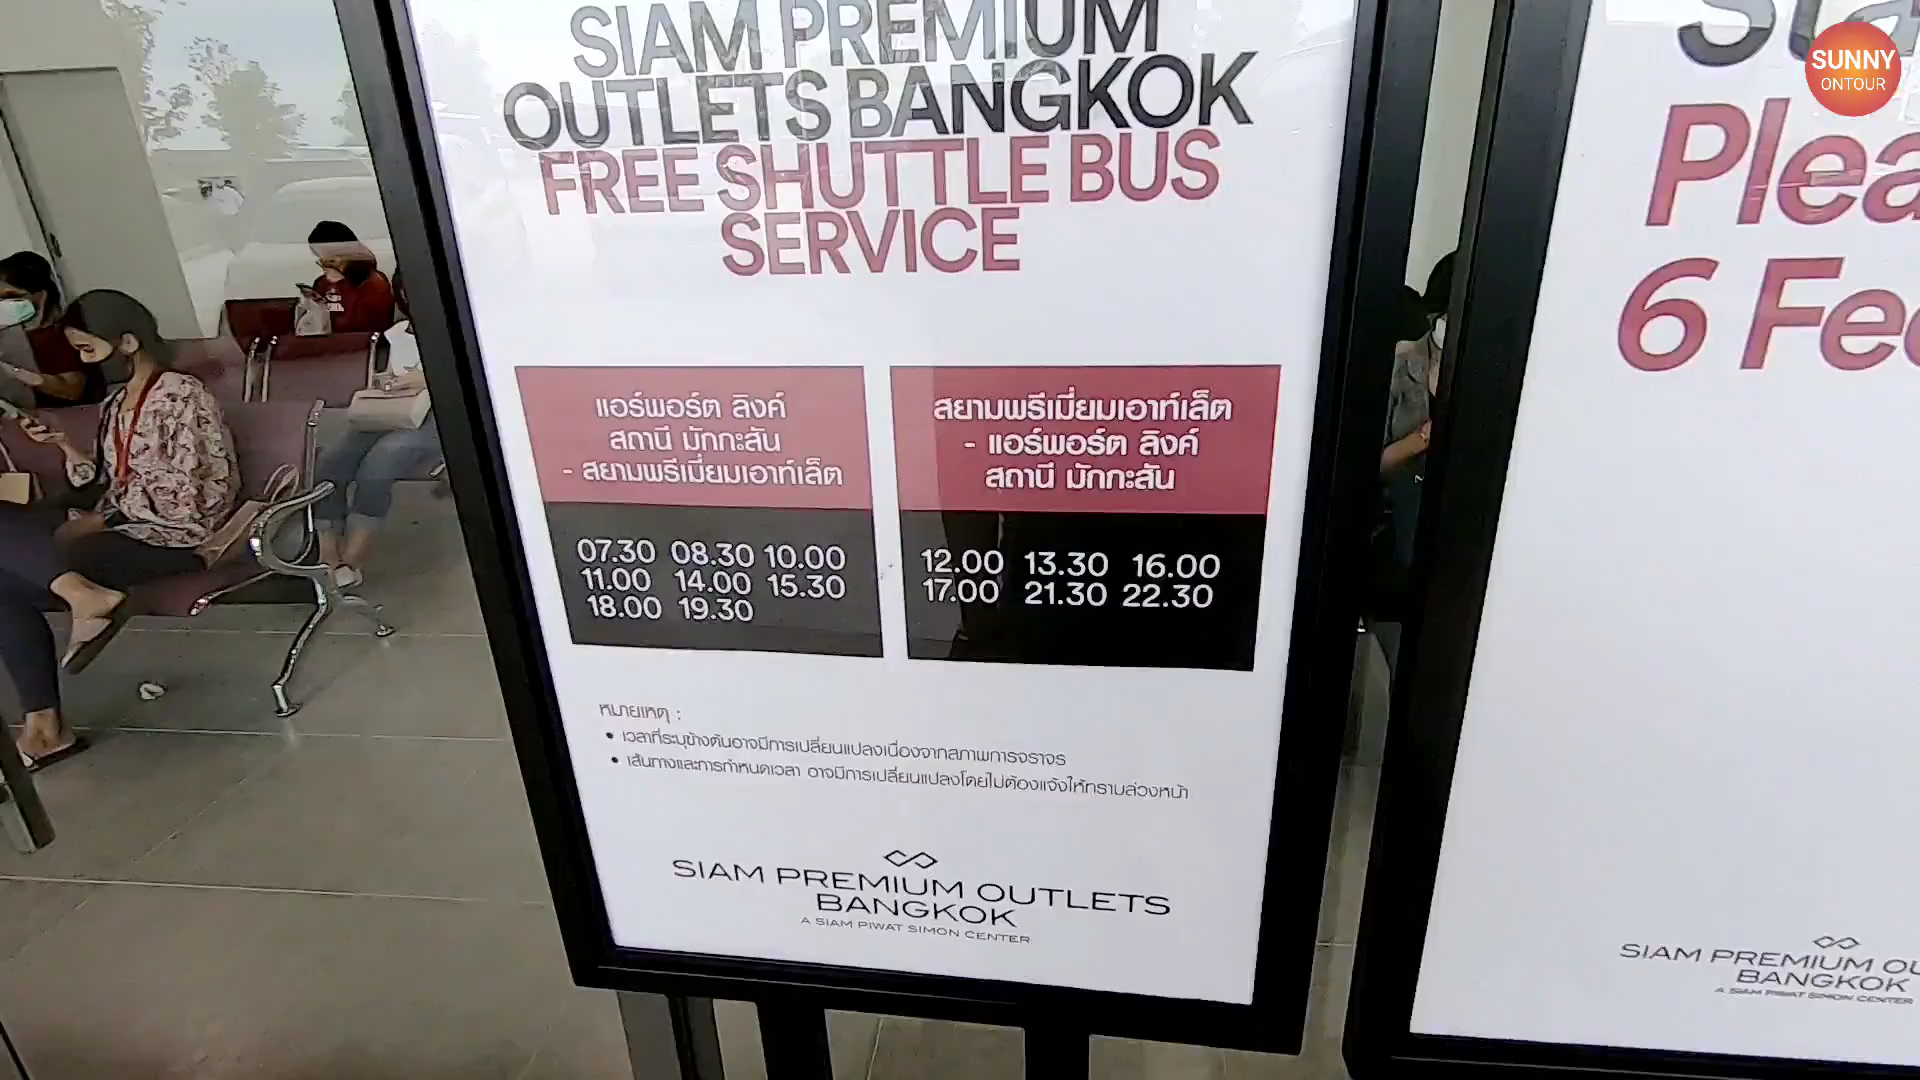 SIAM PREMIUM
OUTLETS BANGKOK
FREE SHUTTLE BUS
SERVICE
แอร์พอร์ต ลิงค์
สถานี มักกะสัน
- สยามพรีเมี่ยมเอาท์เล็ต
07.30 08.30 10.00
11.00 14.00 15.30
18.00 19.30
สยามพรีเมี่ยมเอาท์เล็ต
- แอร์พอร์ต ลิงค์
สถานี มักกะสัน
12.00 13.30 16.00
17.00 21.30 22.30
หมายเหตุ :
• เวลาที่ระบุข้างต้นอาจมีการเปลี่ยนแปลงเนื่องจากสภาพการจราจร
• เส้นทางและการกำหนดเวลา อาจมีการเปลี่ยนแปลงโดยไม่ต้องแจ้งให้ทราบล่วงหน้า
SIAM PREMIUM OUTLETS
BANGKOK
A SIAM PIWAT SIMON CENTER
SUNNY
ONTOUR
Plea
6 Fee
SIAM PREMIUM OU
BANGKOK
A SIAM PIWAT SIMON CENTER